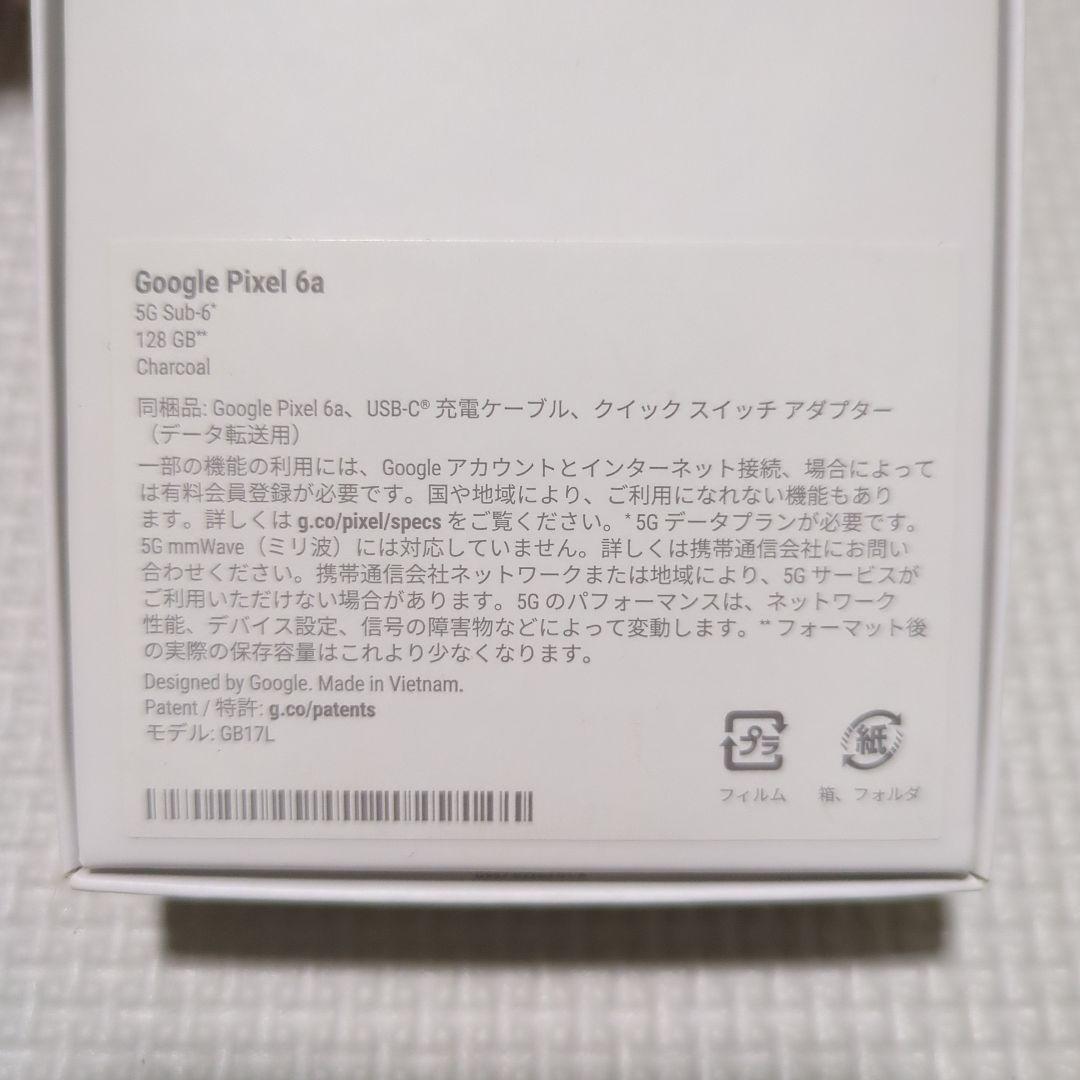 Google Pixel 6a
5G Sub-6*
128 GB**
Charcoal
同梱品: Google Pixel 6a、USB-C® 充電ケーブル、クイック スイッチ アダプター
（データ転送用）
一部の機能の利用には、Google アカウントとインターネット接続、場合によって
は有料会員登録が必要です。国や地域により、ご利用になれない機能もあり
ます。詳しくは g.co/pixel/specs をご覧ください。* 5G データプランが必要です。
5G mmWave（ミリ波）には対応していません。詳しくは携帯通信会社にお問い
合わせください。携帯通信会社ネットワークまたは地域により、5G サービスが
ご利用いただけない場合があります。5G のパフォーマンスは、ネットワーク
性能、デバイス設定、信号の障害物などによって変動します。** フォーマット後
の実際の保存容量はこれより少なくなります。
Designed by Google. Made in Vietnam.
Patent / 特許: g.co/patents
モデル: GB17L
プラ
紙
フィルム
箱、フォルダ